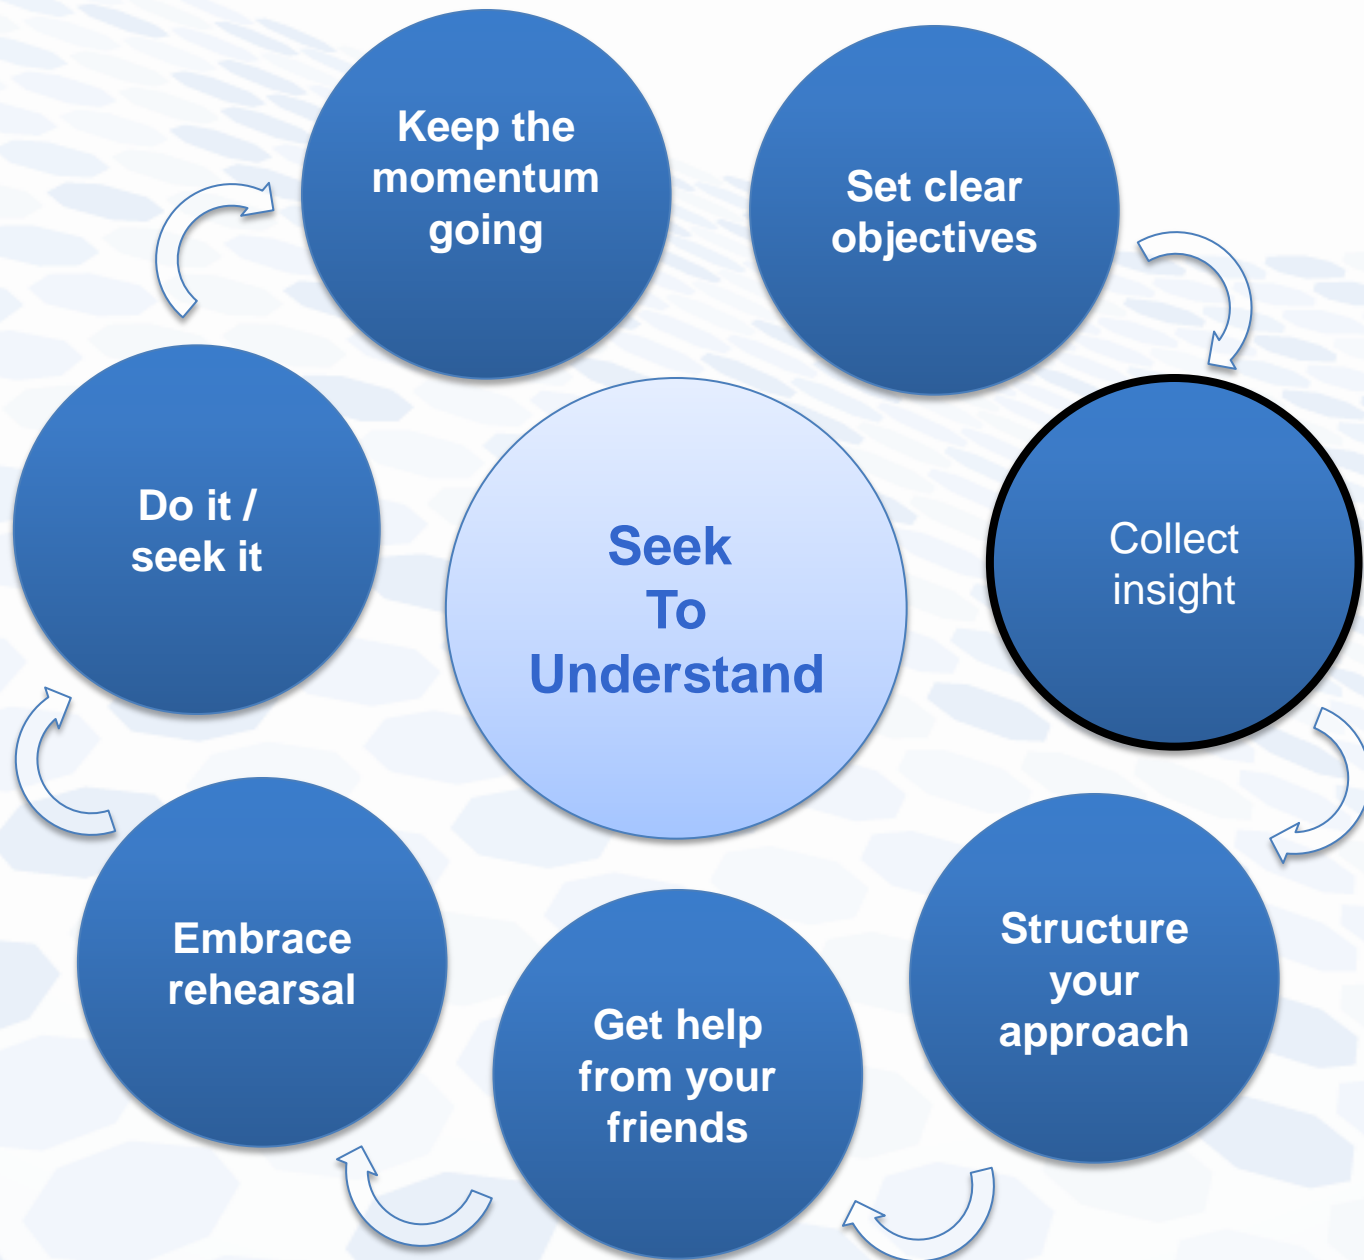 Keep the
momentum
going
Set clear
objectives
Do it /
seek it
Seek
To
Understand
Collect
insight
Embrace
rehearsal
Get help
from your
friends
Structure
your
approach